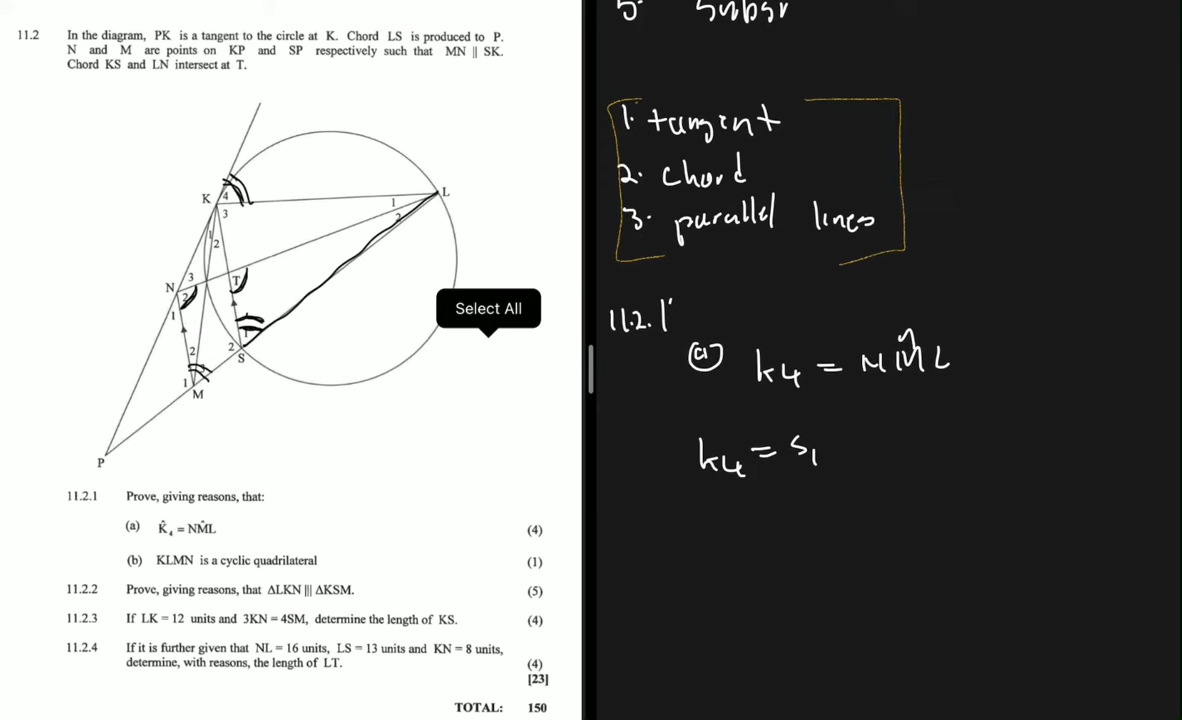 11.2 In the diagram, PK is a tangent to the circle at K. Chord LS is produced to P.
N and M are points on KP and SP respectively such that MN || SK.
Chord KS and LN intersect at T.
K
4
3
1
2
L
1
2
N
3
2
1
T
2
1
S
2
1
M
P
11.2.1 Prove, giving reasons, that:
(a) K̂₄ = NM̂L (4)
(b) KLMN is a cyclic quadrilateral (1)
11.2.2 Prove, giving reasons, that ΔLKN ||| ΔKSM. (5)
11.2.3 If LK = 12 units and 3KN = 4SM, determine the length of KS. (4)
11.2.4 If it is further given that NL = 16 units, LS = 13 units and KN = 8 units,
determine, with reasons, the length of LT. (4)
[23]
TOTAL: 150
Select All
1. tangent
2. chord
3. parallel lines
11.2.1
(a) k4 = NM̂L
k4 = S1